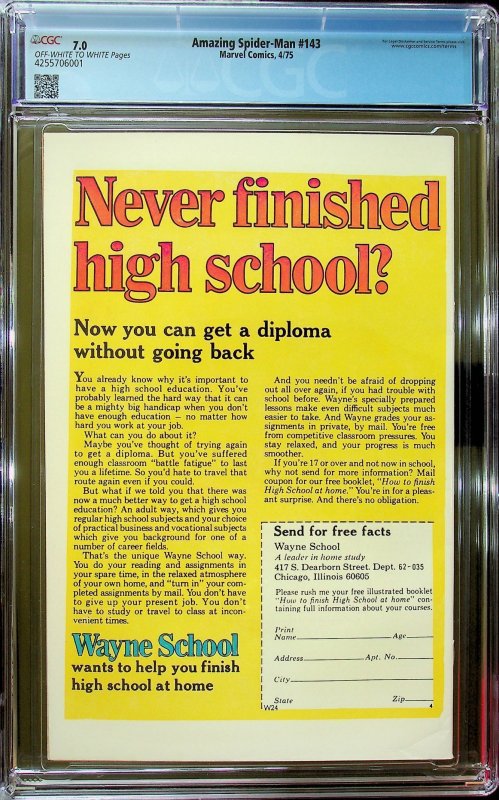 CGC 7.0
OFF-WHITE TO WHITE Pages
4255706001
Amazing Spider-Man #143
Marvel Comics, 4/75
www.cgccomics.com/terms
CGC
Never finished
high school?
Now you can get a diploma
without going back
You already know why it's important to
have a high school education. You've
probably learned the hard way that it can
be a mighty big handicap when you don't
have enough education — no matter how
hard you work at your job.
What can you do about it?
Maybe you've thought of trying again
to get a diploma. But you've suffered
enough classroom "battle fatigue" to last
you a lifetime. So you'd hate to travel that
route again even if you could.
But what if we told you that there was
now a much better way to get a high school
education? An adult way, which gives you
regular high school subjects and your choice
of practical business and vocational subjects
which give you background for one of a
number of career fields.
That's the unique Wayne School way.
You do your reading and assignments in
your spare time, in the relaxed atmosphere
of your own home, and "turn in" your com-
pleted assignments by mail. You don't have
to give up your present job. You don't
have to study or travel to class at incon-
venient times.
Wayne School
wants to help you finish
high school at home
And you needn't be afraid of dropping
out all over again, if you had trouble with
school before. Wayne's specially prepared
lessons make even difficult subjects much
easier to take. And Wayne grades your as-
signments in private, by mail. You're free
from competitive classroom pressures. You
stay relaxed, and your progress is much
smoother.
If you're 17 or over and not now in school,
why not send for more information? Mail
coupon for our free booklet, "How to finish
High School at home." You're in for a pleas-
ant surprise. And there's no obligation.
Send for free facts
Wayne School
A leader in home study
417 S. Dearborn Street. Dept. 62-035
Chicago, Illinois 60605
Please rush me your free illustrated booklet
"How to finish High School at home" con-
taining full information about your courses.
Print
Name Age
Address Apt. No.
City
State Zip
W24 4